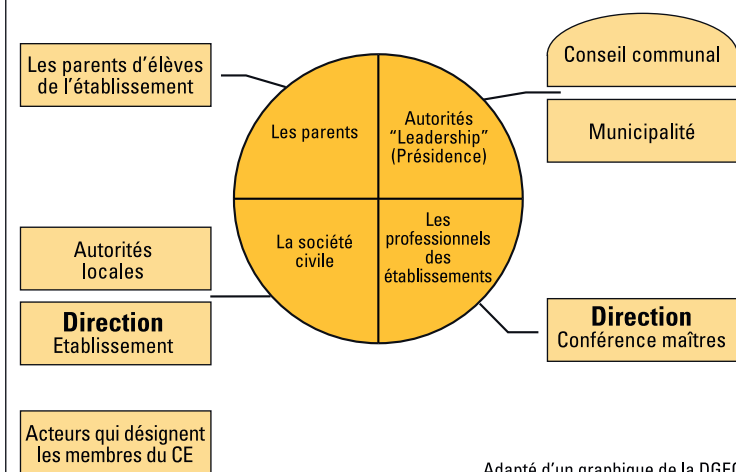 Les parents d'élèves
de l'établissement
Conseil communal
Municipalité
Les parents
Autorités
"Leadership"
(Présidence)
La société
civile
Les
professionnels
des
établissements
Autorités
locales
Direction
Etablissement
Direction
Conférence maîtres
Acteurs qui désignent
les membres du CE
Adapté d'un graphique de la DGEO